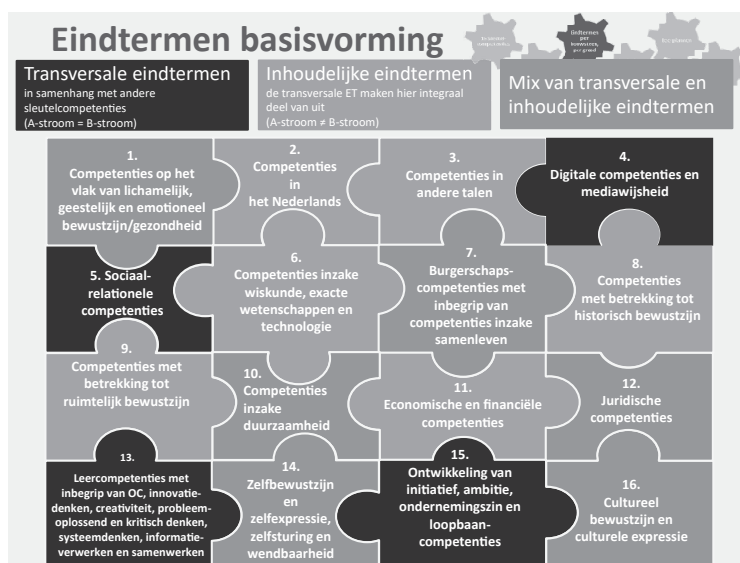 Eindtermen basisvorming
Eindtermen
per
Transversale eindtermen
in samenhang met andere
sleutelcompetenties
(A-stroom = B-stroom)
Inhoudelijke eindtermen
de transversale ET maken hier integraal
deel van uit
(A-stroom ≠ B-stroom)
Mix van transversale en
inhoudelijke eindtermen
1.
Competenties op het
vlak van lichamelijk,
geestelijk en emotioneel
bewustzijn/gezondheid
2.
Competenties
in
het Nederlands
3.
Competenties in
andere talen
4.
Digitale competenties en
mediawijsheid
5. Sociaal-
relationele
competenties
6.
Competenties inzake
wiskunde, exacte
wetenschappen en
technologie
7.
Burgerschaps-
competenties met
inbegrip van
competenties inzake
samenleven
8.
Competenties
met betrekking tot
historisch bewustzijn
9.
Competenties met
betrekking tot
ruimtelijk bewustzijn
10.
Competenties
inzake
duurzaamheid
11.
Economische en financiële
competenties
12.
Juridische
competenties
13.
Leercompetenties met
inbegrip van OC, innovatie-
denken, creativiteit, probleem-
oplossend en kritisch denken,
systeemdenken, informatie-
verwerken en samenwerken
14.
Zelfbewustzijn
en
zelfexpressie,
zelfsturing en
wendbaarheid
15.
Ontwikkeling van
initiatief, ambitie,
ondernemingszin en
loopbaan-
competenties
16.
Cultureel
bewustzijn en
culturele expressie